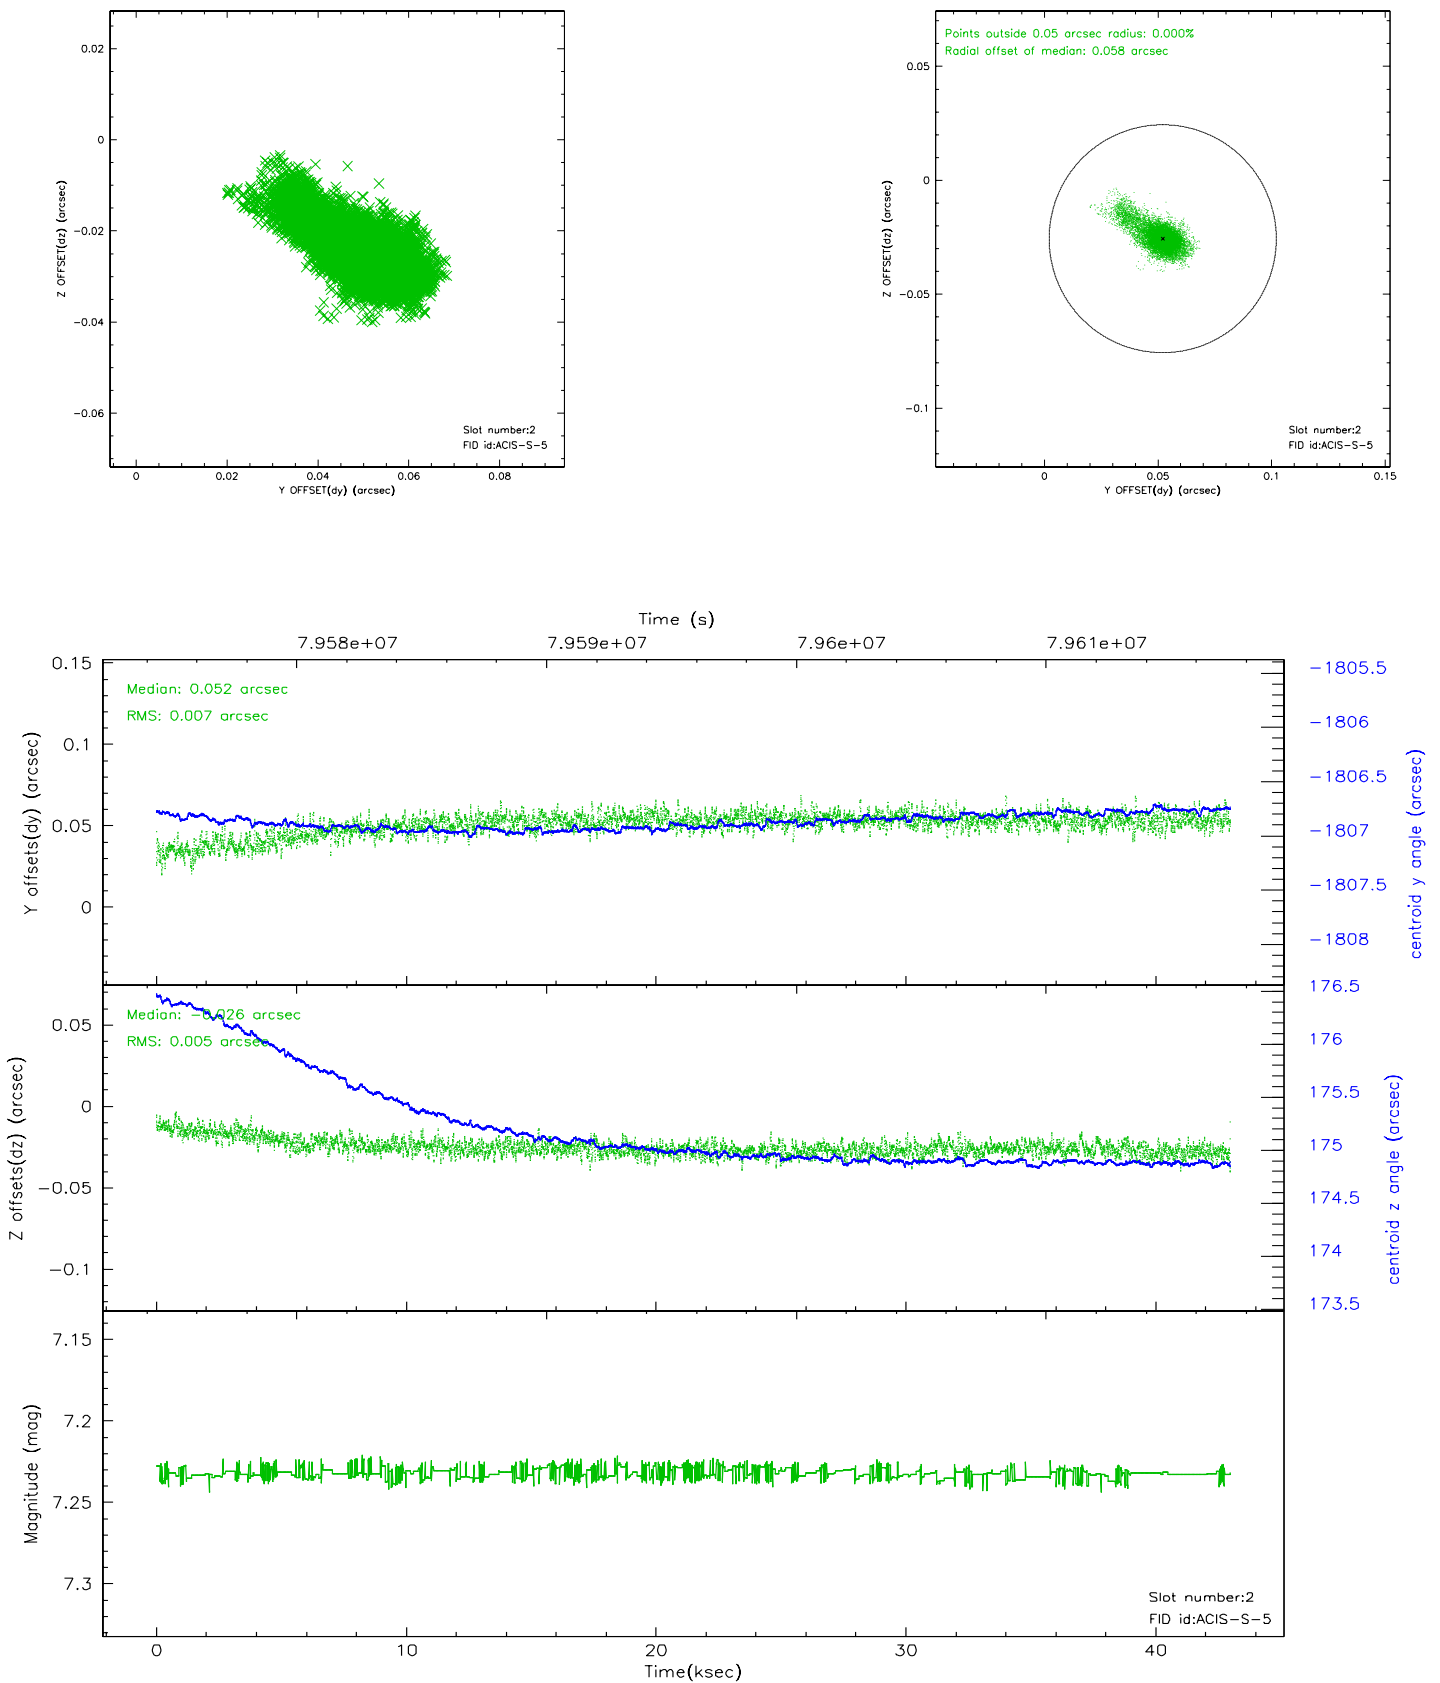 0.02
0
−0.02
−0.04
−0.06
Z OFFSET(dz) (arcsec)
0
0.02
0.04
0.06
0.08
Y OFFSET(dy) (arcsec)
Slot number:2
FID id:ACIS−S−5
Points outside 0.05 arcsec radius: 0.000%
Radial offset of median: 0.058 arcsec
0.05
0
−0.05
−0.1
Z OFFSET(dz) (arcsec)
0
0.05
0.1
0.15
Y OFFSET(dy) (arcsec)
Slot number:2
FID id:ACIS−S−5
Time (s)
7.958e+07
7.959e+07
7.96e+07
7.961e+07
0.15
0.1
0.05
0
Y offsets(dy) (arcsec)
Median: 0.052 arcsec
RMS: 0.007 arcsec
−1805.5
−1806
−1806.5
−1807
−1807.5
−1808
centroid y angle (arcsec)
0.05
0
−0.05
−0.1
Z offsets(dz) (arcsec)
Median: −0.026 arcsec
RMS: 0.005 arcsec
176.5
176
175.5
175
174.5
174
173.5
centroid z angle (arcsec)
7.15
7.2
7.25
7.3
Magnitude (mag)
Slot number:2
FID id:ACIS−S−5
0
10
20
30
40
Time(ksec)